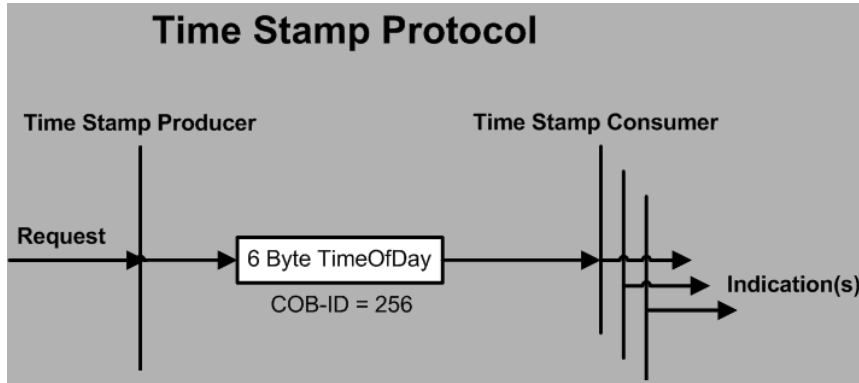 Time Stamp Protocol
Time Stamp Producer
Time Stamp Consumer
Request
6 Byte TimeOfDay
COB-ID = 256
Indication(s)